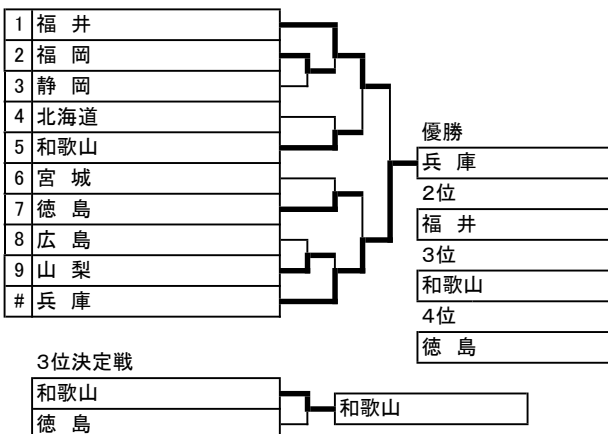 1 福 井
2 福 岡
3 静 岡
4 北海道
5 和歌山
6 宮 城
7 徳 島
8 広 島
9 山 梨
# 兵 庫
優勝
兵 庫
2位
福 井
3位
和歌山
4位
徳 島
3位決定戦
和歌山
徳 島
和歌山